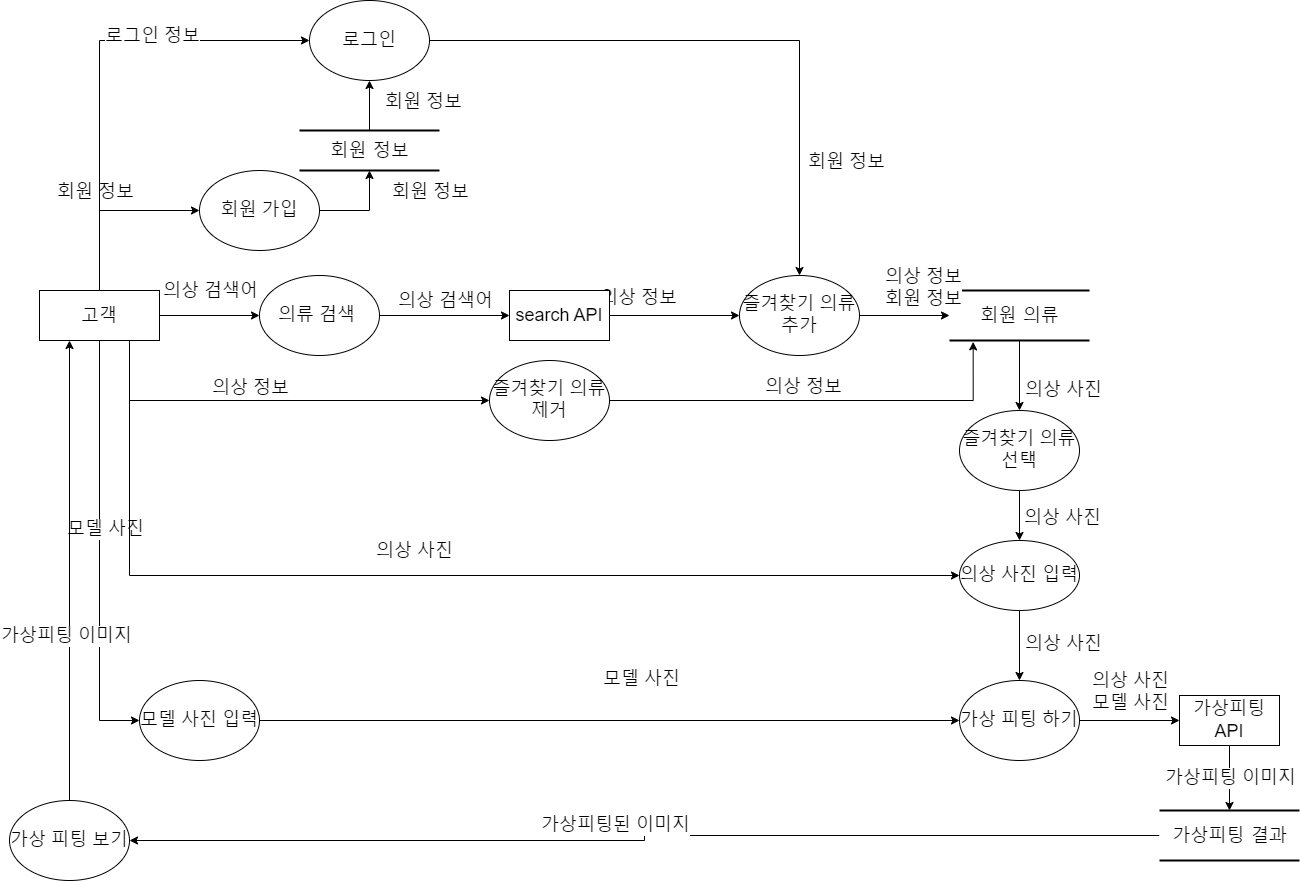 로그인 정보
로그인
회원 정보
회원 정보
회원 정보
회원 정보
회원 정보
회원 가입
고객
의상 검색어
의류 검색
의상 검색어
search API
의상 정보
즐겨찾기 의류
추가
의상 정보
회원 정보
회원 의류
의상 정보
즐겨찾기 의류
제거
의상 정보
의상 사진
즐겨찾기 의류
선택
의상 사진
모델 사진
의상 사진
의상 사진 입력
가상피팅 이미지
의상 사진
모델 사진
모델 사진 입력
가상 피팅 하기
의상 사진
모델 사진
가상피팅
API
가상피팅 이미지
가상 피팅 보기
가상피팅된 이미지
가상피팅 결과